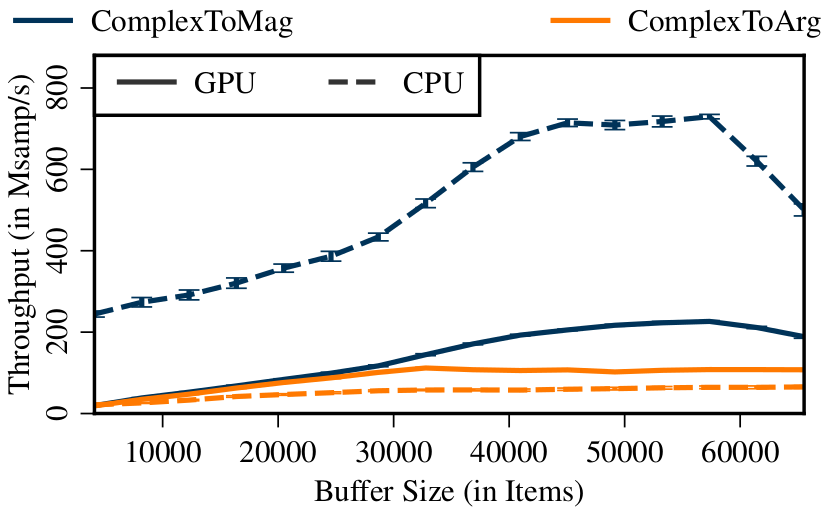 ComplexToMag ComplexToArg
GPU CPU
Throughput (in Msamp/s)
800
600
400
200
0
10000 20000 30000 40000 50000 60000
Buffer Size (in Items)